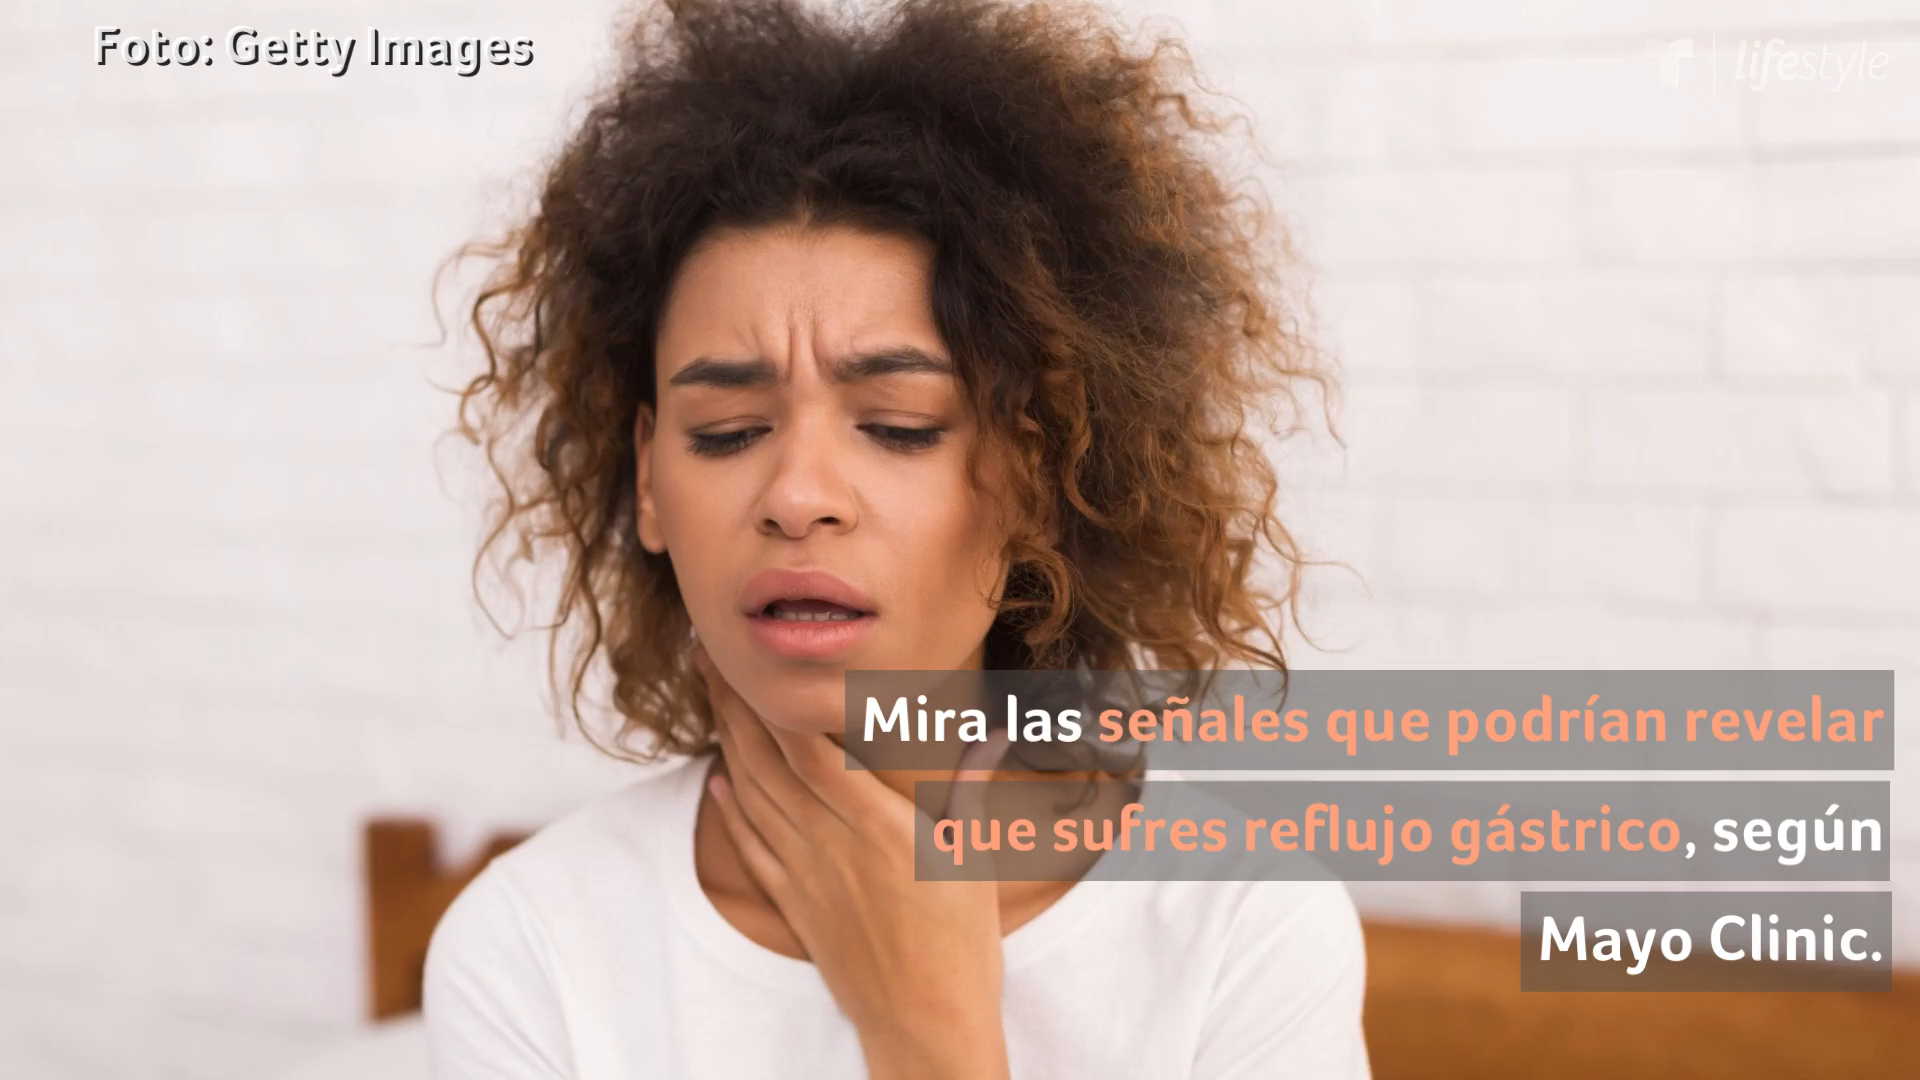 Foto: Getty Images
lifestyle
Mira las señales que podrían revelar
que sufres reflujo gástrico, según
Mayo Clinic.